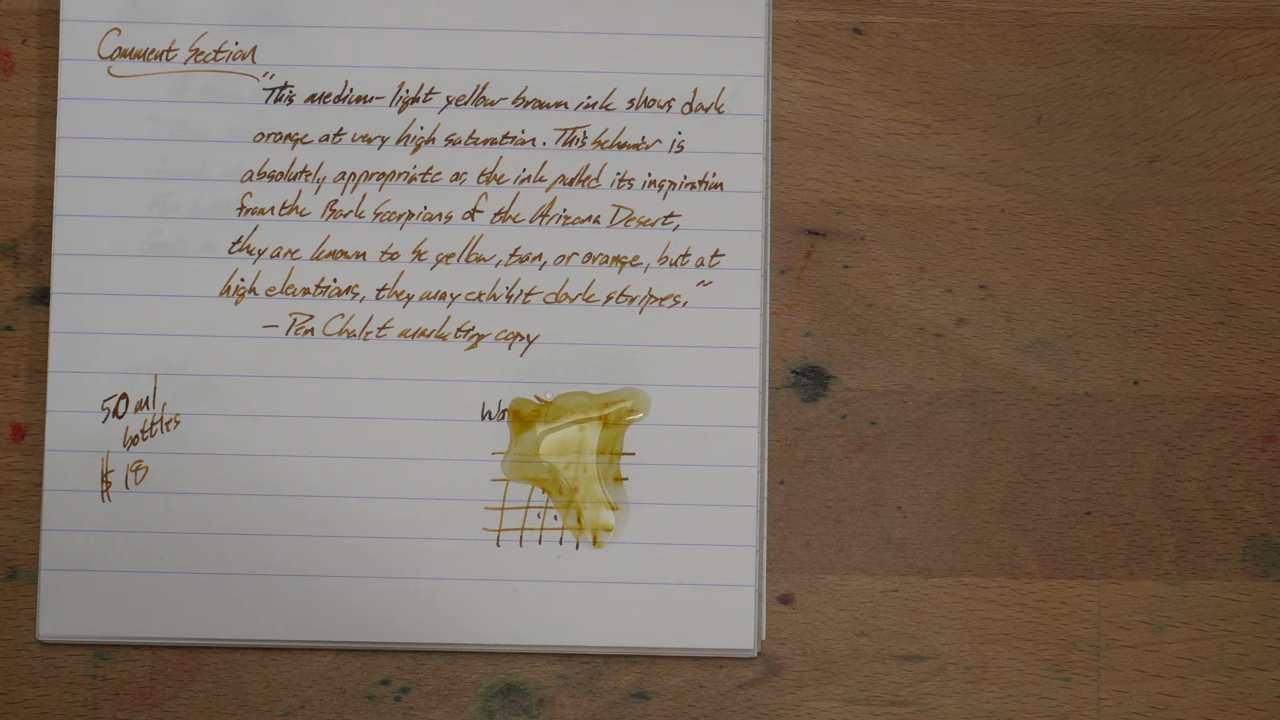 Comment Section
"This medium-light yellow-brown ink shows dark
orange at very high saturation. This behavior is
absolutely appropriate as the ink pulled its inspiration
from the Bark Scorpions of the Arizona Desert,
they are known to be yellow, tan, or orange, but at
high elevations, they may exhibit dark stripes."
- Pen Chalet marketing copy
50 ml
bottles
$ 18